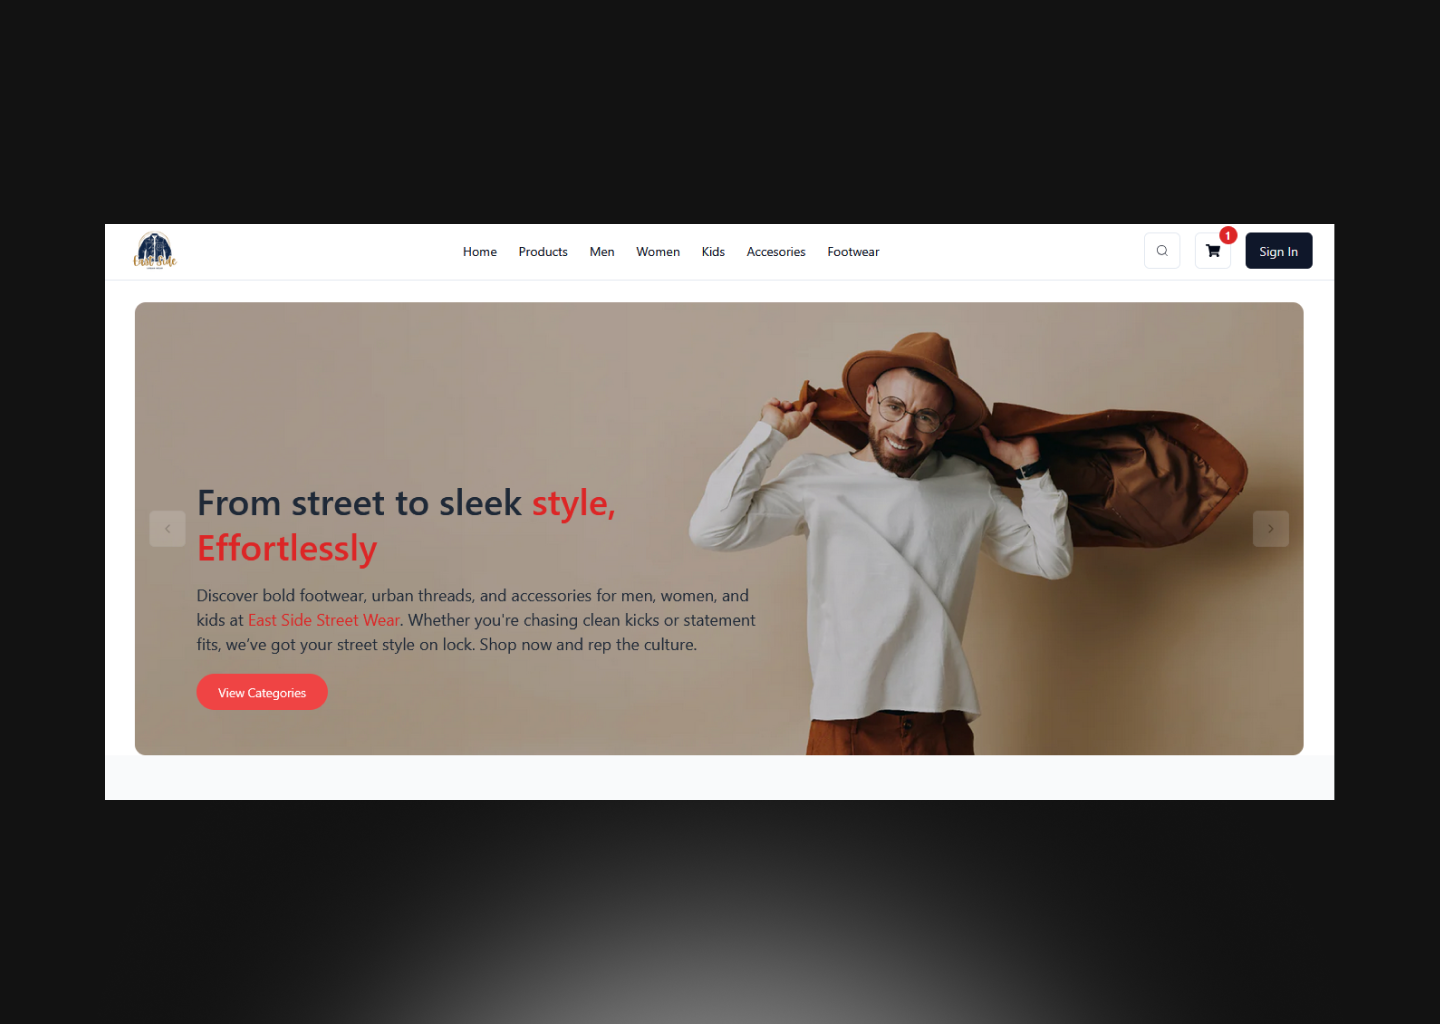 East Side
Home Products Men Women Kids Accesories Footwear
1
Sign In
From street to sleek style,
Effortlessly
Discover bold footwear, urban threads, and accessories for men, women, and
kids at East Side Street Wear. Whether you're chasing clean kicks or statement
fits, we’ve got your street style on lock. Shop now and rep the culture.
View Categories